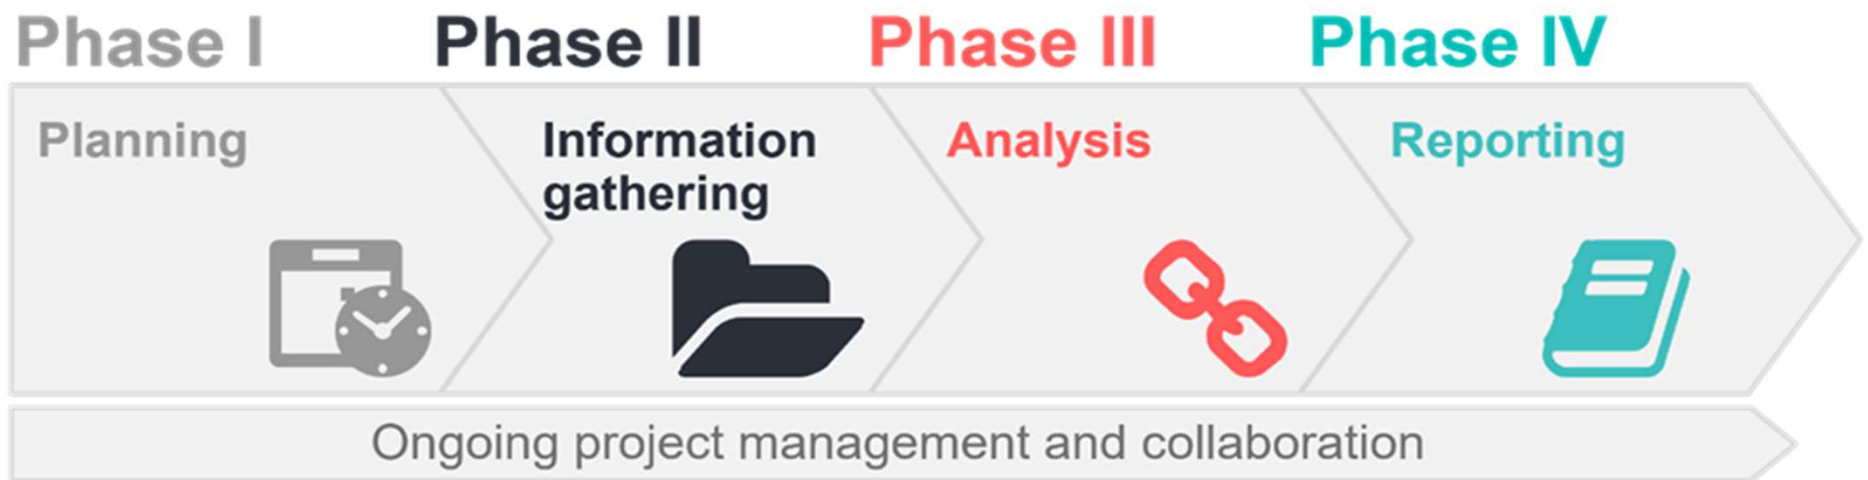 Phase I Phase II Phase III Phase IV
Planning
Information
gathering
Analysis
Reporting
Ongoing project management and collaboration